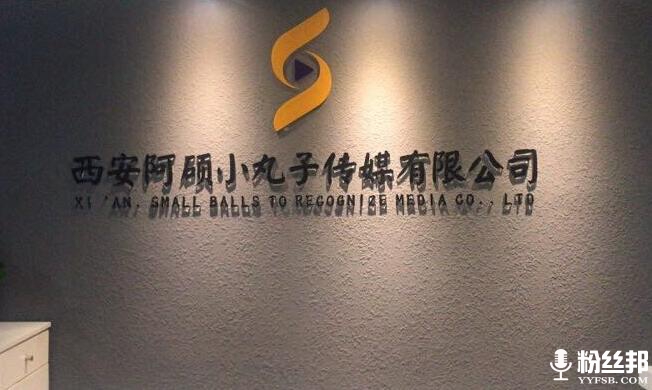 西安阿硕小丸子传媒有限公司
XI 'AN, SMALL BALLS TO RECOGNIZE MEDIA CO., LTD
粉丝邦
YYFSB.COM